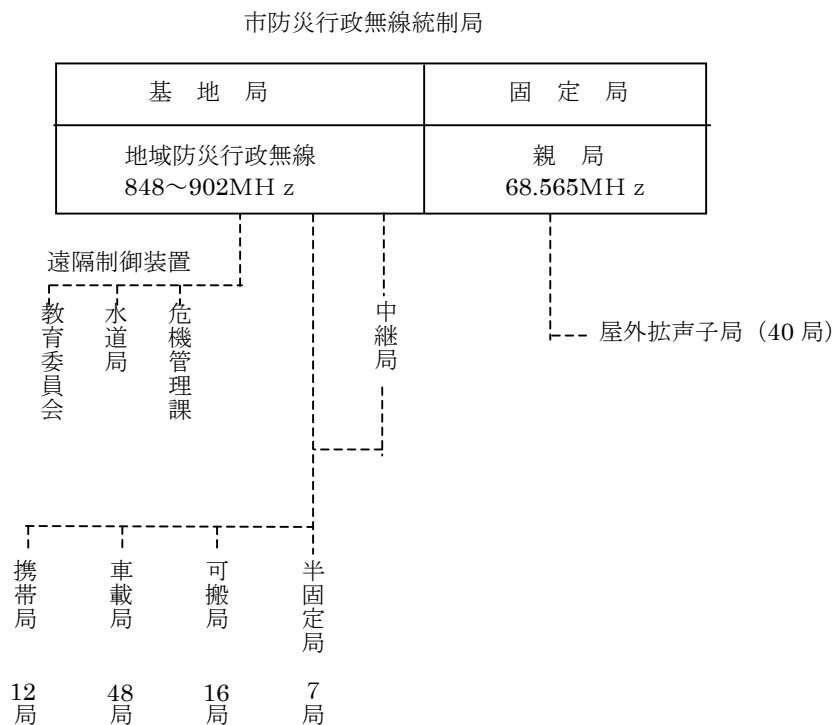 市防災行政無線統制局
基 地 局
固 定 局
地域防災行政無線
848~902MHz
親 局
68.565MHz
遠隔制御装置
教育委員会
水道局
危機管理課
中継局
屋外拡声子局(40 局)
携帯局
車載局
可搬局
半固定局
12局
48局
16局
7局